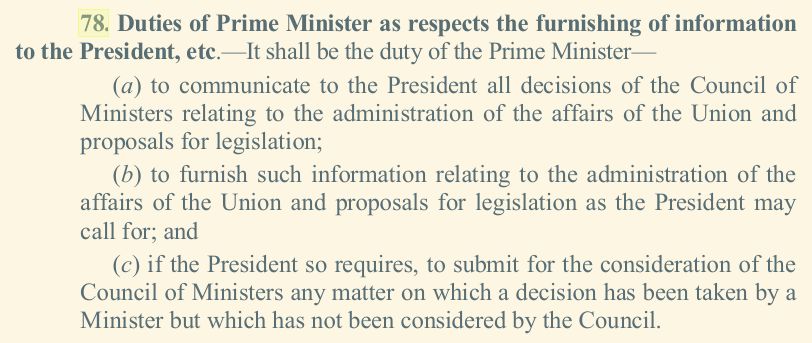 78. Duties of Prime Minister as respects the furnishing of information
to the President, etc.—It shall be the duty of the Prime Minister—
(a) to communicate to the President all decisions of the Council of
Ministers relating to the administration of the affairs of the Union and
proposals for legislation;
(b) to furnish such information relating to the administration of the
affairs of the Union and proposals for legislation as the President may
call for; and
(c) if the President so requires, to submit for the consideration of the
Council of Ministers any matter on which a decision has been taken by a
Minister but which has not been considered by the Council.